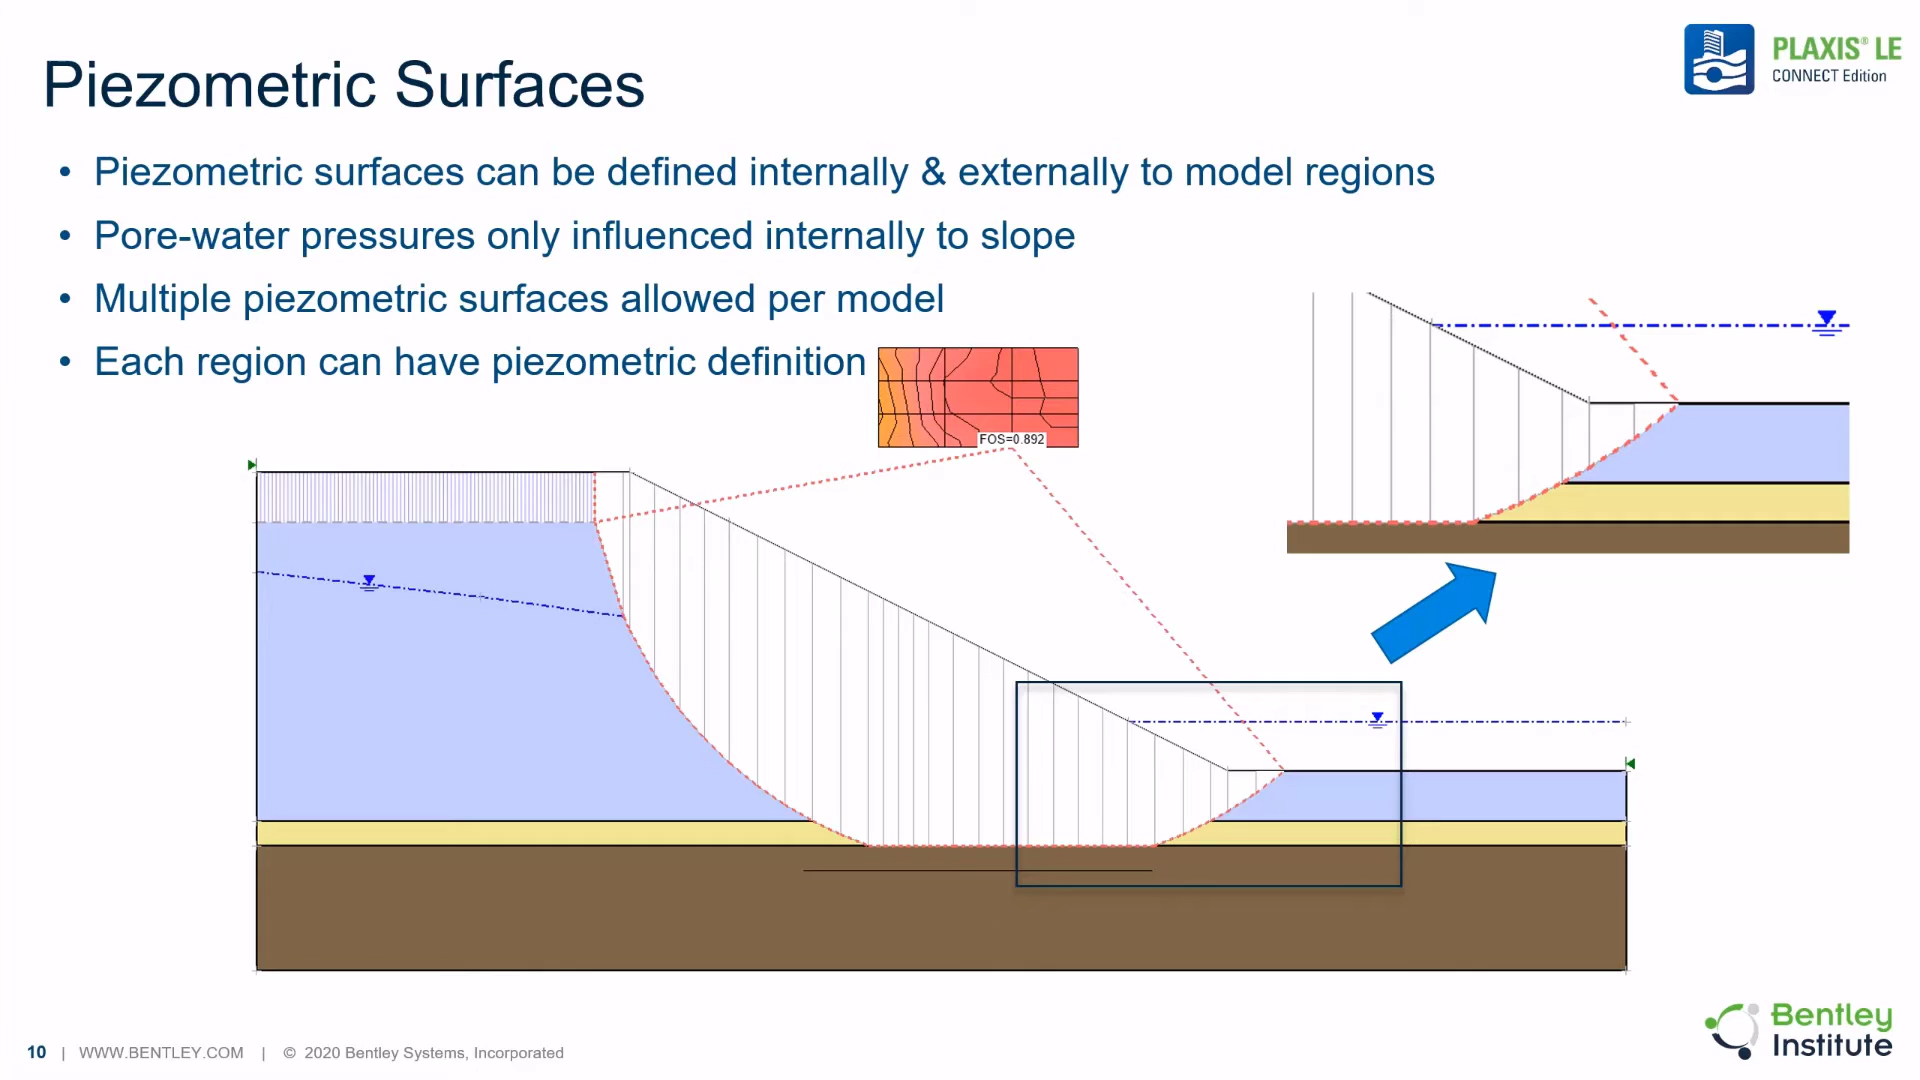 Piezometric Surfaces
PLAXIS® LE
CONNECT Edition
• Piezometric surfaces can be defined internally & externally to model regions
• Pore-water pressures only influenced internally to slope
• Multiple piezometric surfaces allowed per model
• Each region can have piezometric definition
FOS=0.892
10 | WWW.BENTLEY.COM | © 2020 Bentley Systems, Incorporated
Bentley
Institute